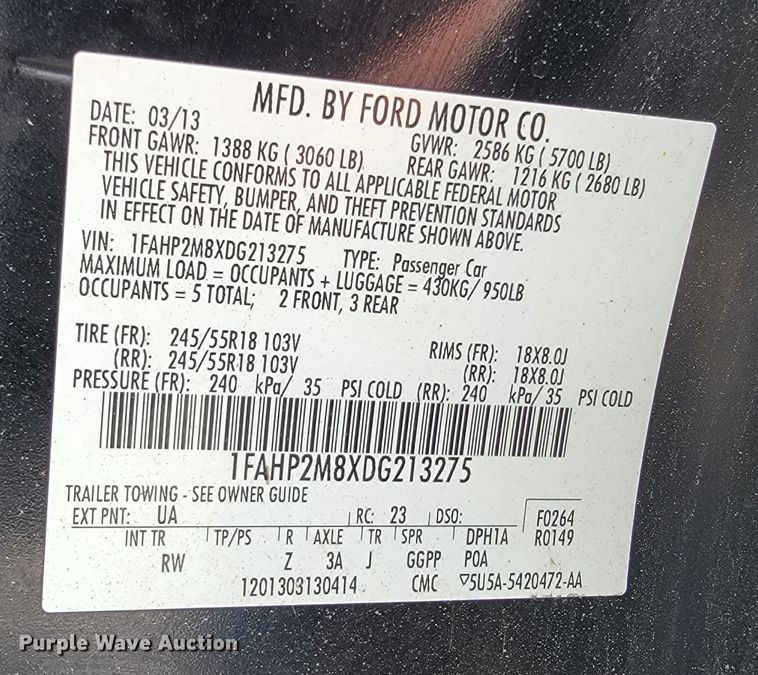 MFD. BY FORD MOTOR CO.
DATE: 03/13 GVWR: 2586 KG ( 5700 LB)
FRONT GAWR: 1388 KG ( 3060 LB) REAR GAWR: 1216 KG ( 2680 LB)
THIS VEHICLE CONFORMS TO ALL APPLICABLE FEDERAL MOTOR
VEHICLE SAFETY, BUMPER, AND THEFT PREVENTION STANDARDS
IN EFFECT ON THE DATE OF MANUFACTURE SHOWN ABOVE.
VIN: 1FAHP2M8XDG213275 TYPE: Passenger Car
MAXIMUM LOAD = OCCUPANTS + LUGGAGE = 430KG/ 950LB
OCCUPANTS = 5 TOTAL; 2 FRONT, 3 REAR
TIRE (FR): 245/55R18 103V RIMS (FR): 18X8.0J
(RR): 245/55R18 103V (RR): 18X8.0J
PRESSURE (FR): 240 kPa/ 35 PSI COLD (RR): 240 kPa/ 35 PSI COLD
1FAHP2M8XDG213275
TRAILER TOWING - SEE OWNER GUIDE
EXT PNT: UA RC: 23 DSO: F0264
INT TR TP/PS R AXLE TR SPR DPH1A R0149
RW Z 3A J GGPP P0A
1201303130414 CMC ▽5U5A-5420472-AA
Purple Wave Auction